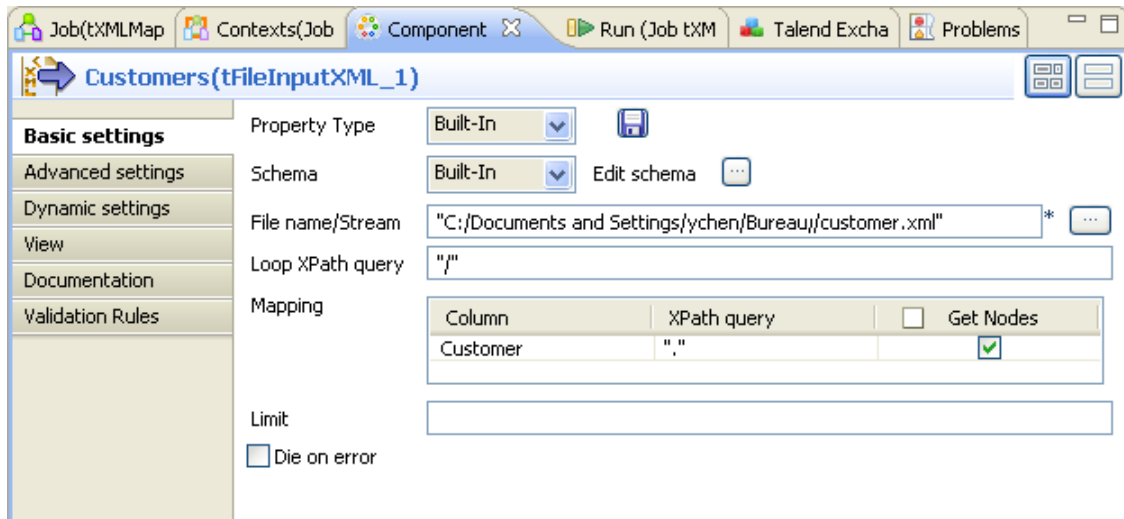 Job(tXMLMap Contexts(Job Component Run (Job tXM Talend Excha Problems
Customers(tFileInputXML_1)
Basic settings
Advanced settings
Dynamic settings
View
Documentation
Validation Rules
Property Type Built-In
Schema Built-In Edit schema ...
File name/Stream "C:/Documents and Settings/ychen/Bureau//customer.xml" * ...
Loop XPath query "/"
Mapping
Column XPath query Get Nodes
Customer "."
Limit
Die on error